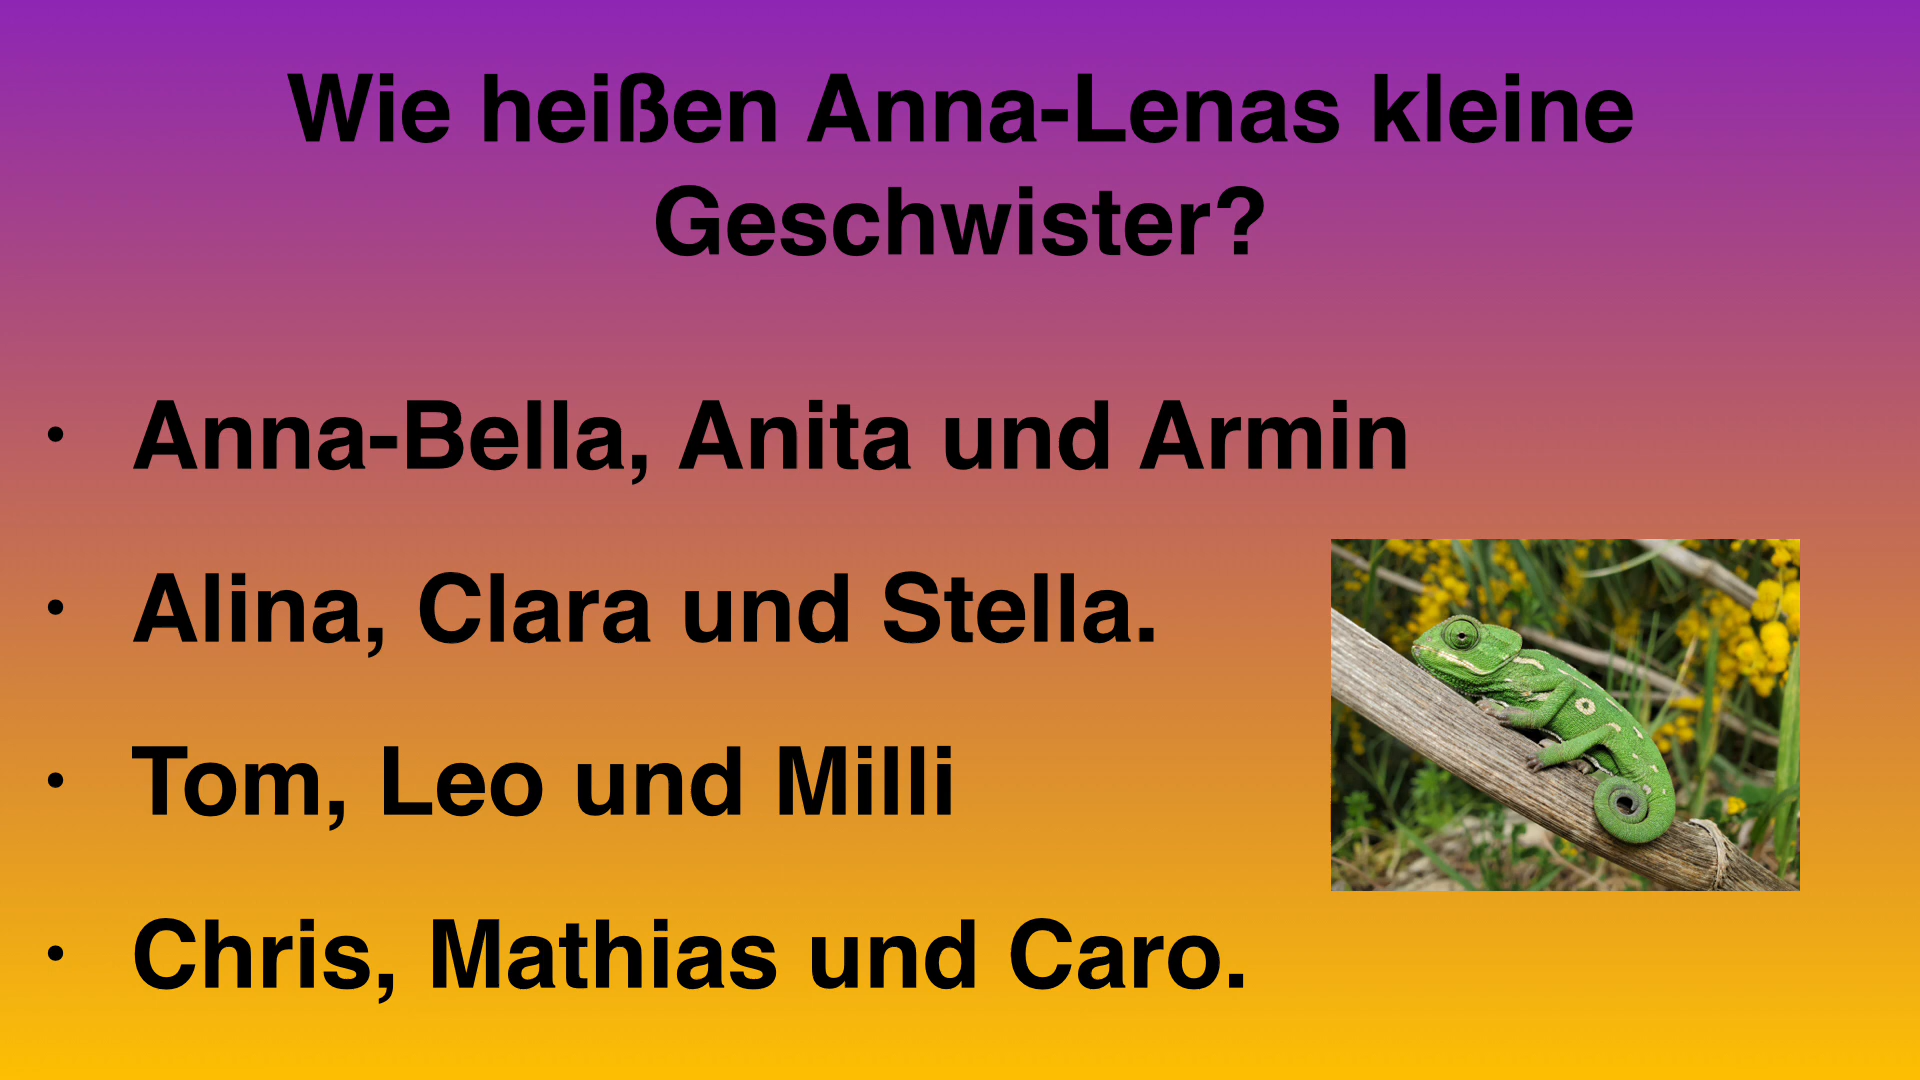 Wie heißen Anna-Lenas kleine
Geschwister?
• Anna-Bella, Anita und Armin
• Alina, Clara und Stella.
• Tom, Leo und Milli
• Chris, Mathias und Caro.